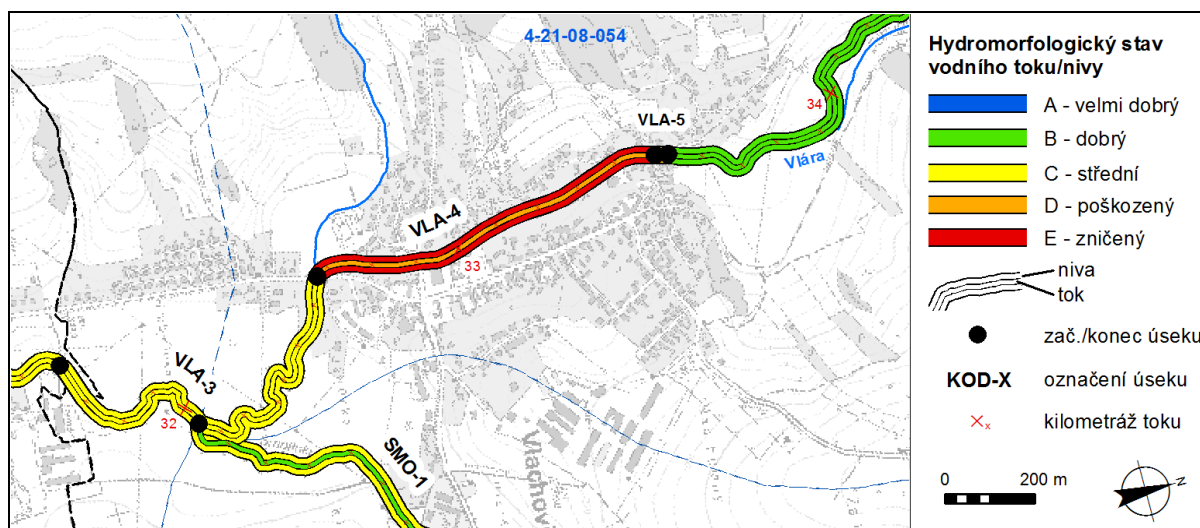 4-21-08-054
VLA-5
34
Vlára
VLA-4
33
VLA-3
32
SMO-1
Vlachov
Hydromorfologický stav
vodního toku/nivy
A - velmi dobrý
B - dobrý
C - střední
D - poškozený
E - zničený
niva
tok
zač./konec úseku
KOD-X označení úseku
x kilometráž toku
0 200 m
Z